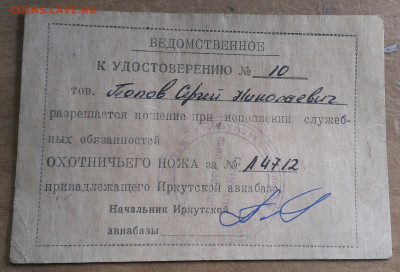 ВЕДОМСТВЕННОЕ
К УДОСТОВЕРЕНИЮ № 10
тов. Попов Сергей Николаевич
разрешается ношение при исполнении служеб-
ных обязанностей
ОХОТНИЧЬЕГО НОЖА за № Л4712
принадлежащего Иркутской авиабазе
Начальник Иркутской
авиабазы